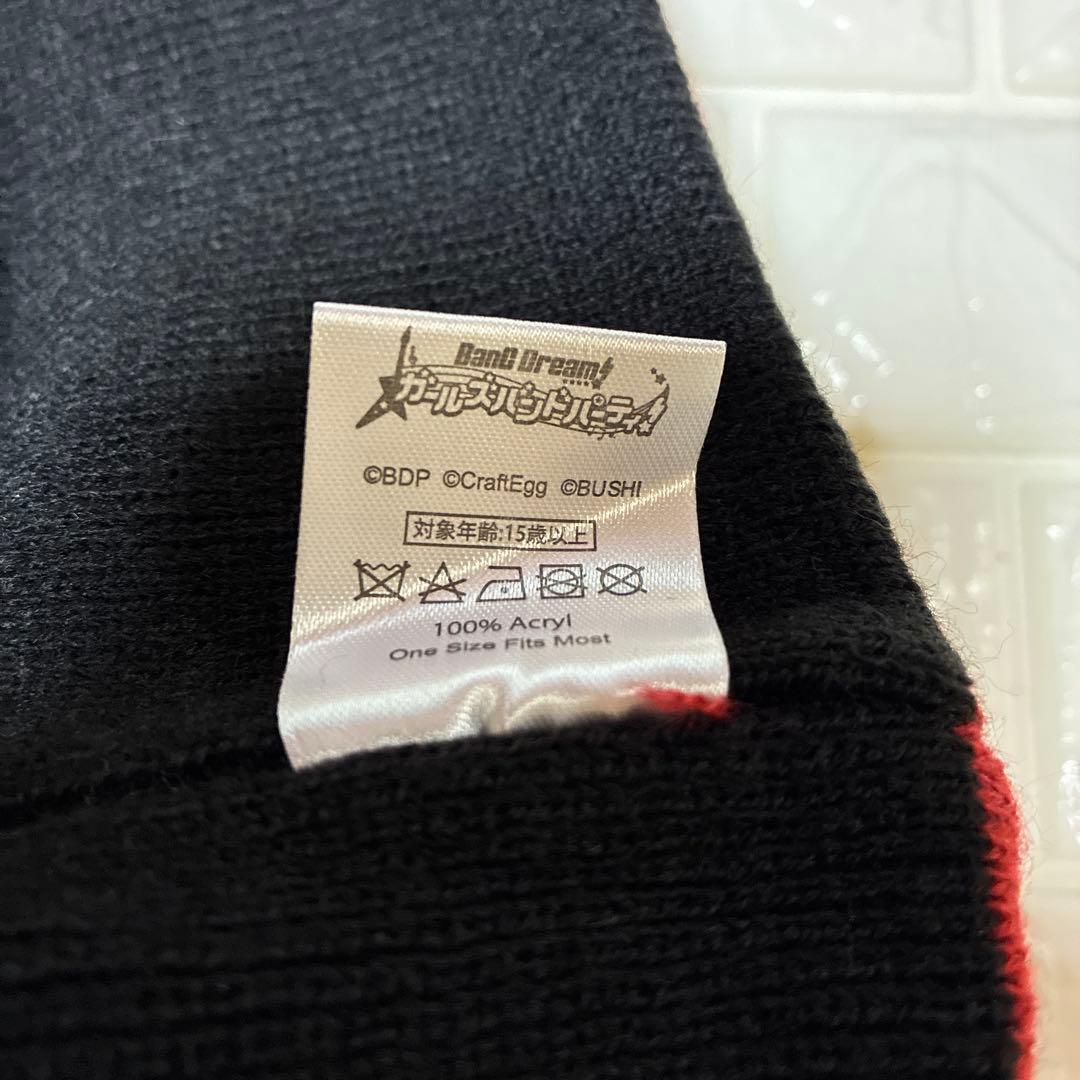 BanG Dream!
ガールズバンドパーティ!
©BDP ©CraftEgg ©BUSHI
対象年齢:15歳以上
100% Acryl
One Size Fits Most